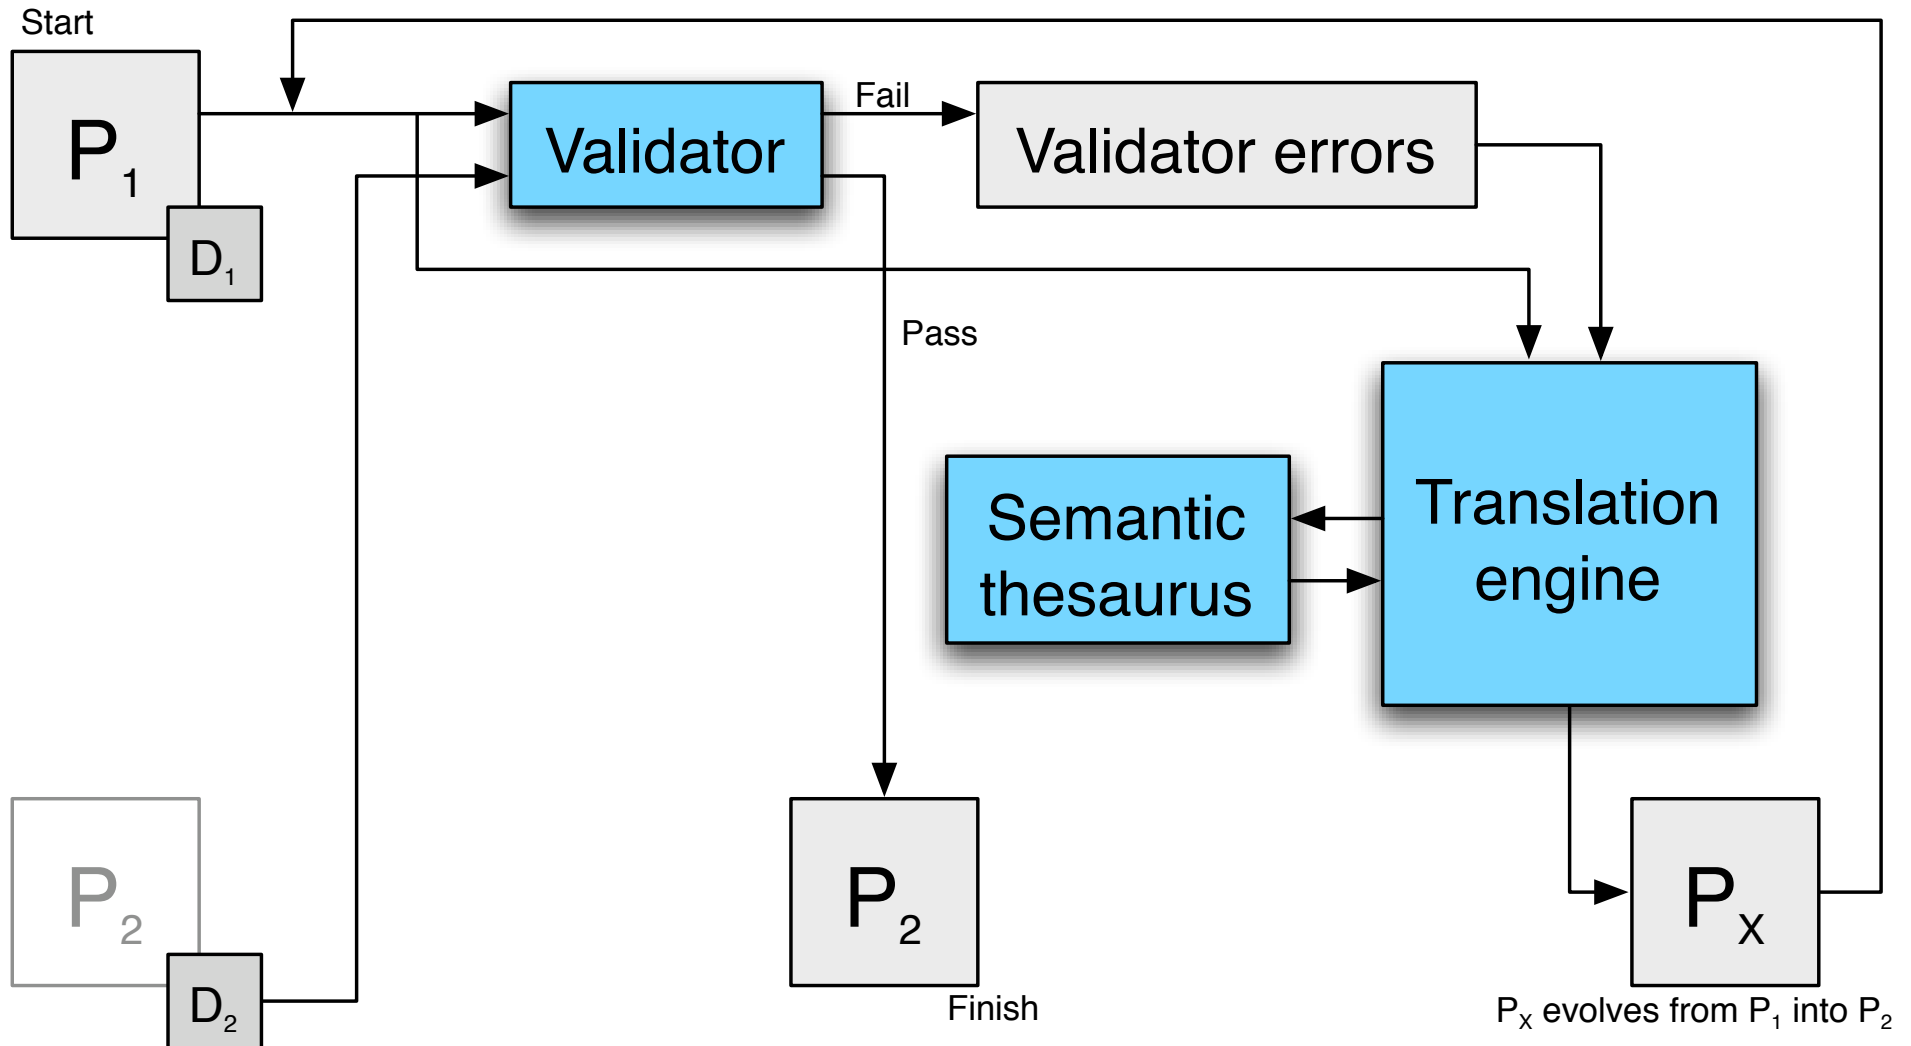 Start
P₁
D₁
Validator
Fail
Validator errors
Pass
Semantic
thesaurus
Translation
engine
P₂
D₂
P₂
Finish
Pₓ
Pₓ evolves from P₁ into P₂